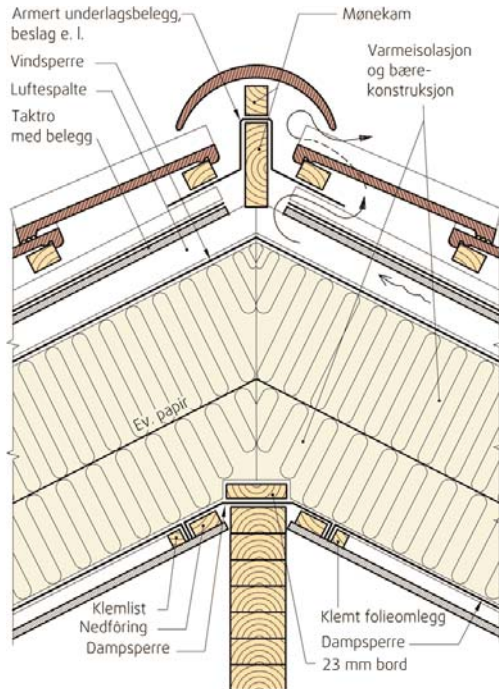 Armert underlagsbelegg,
beslag e. l.
Vindsperre
Luftespalte
Taktro
med belegg
Mønekam
Varmeisolasjon
og bære-
konstruksjon
Ev. papir
Klemlist
Nedfôring
Dampsperre
Klemt folieomlegg
Dampsperre
23 mm bord